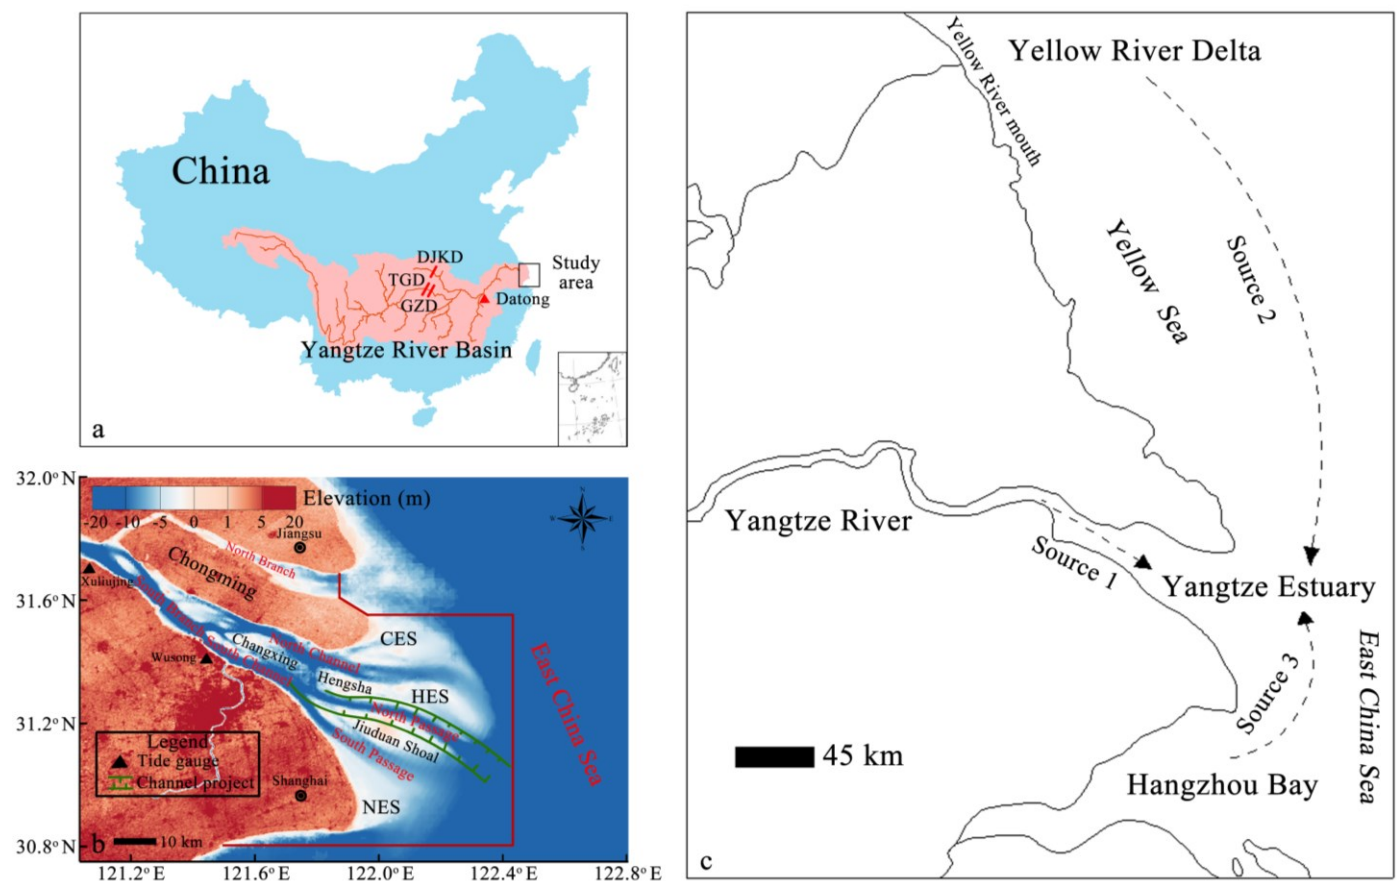 China
DJKD
TGD
GZD
Study
area
Datong
Yangtze River Basin
a
32.0°N
31.6°N
31.2°N
30.8°N
Elevation (m)
-20 -10 -5 0 1 5 20
N
W E
S
Jiangsu
North Branch
Chongming
Xuliujing
South Branch
CES
North Channel
Changxing
South Channel
Wusong
Hengsha
HES
North Passage
Jiuduan Shoal
South Passage
East China Sea
Legend
Tide gauge
Channel project
Shanghai
NES
b
10 km
121.2°E 121.6°E 122.0°E 122.4°E 122.8°E
Yellow River mouth
Yellow River Delta
Yellow Sea
Source 2
Yangtze River
Source 1
Yangtze Estuary
Source 3
East China Sea
45 km
Hangzhou Bay
c